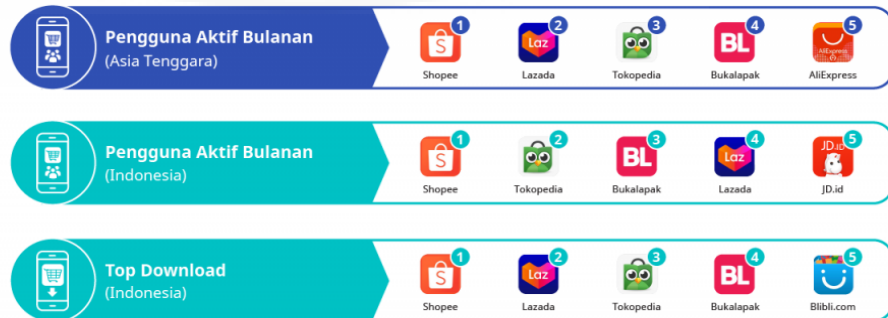 Pengguna Aktif Bulanan
(Asia Tenggara)
1
2
3
4
5
S
Laz
BL
AliExpress
Shopee
Lazada
Tokopedia
Bukalapak
AliExpress
Pengguna Aktif Bulanan
(Indonesia)
1
2
3
4
5
S
BL
Laz
JD.ID
Shopee
Tokopedia
Bukalapak
Lazada
JD.id
Top Download
(Indonesia)
1
2
3
4
5
S
Laz
BL
Shopee
Lazada
Tokopedia
Bukalapak
Blibli.com